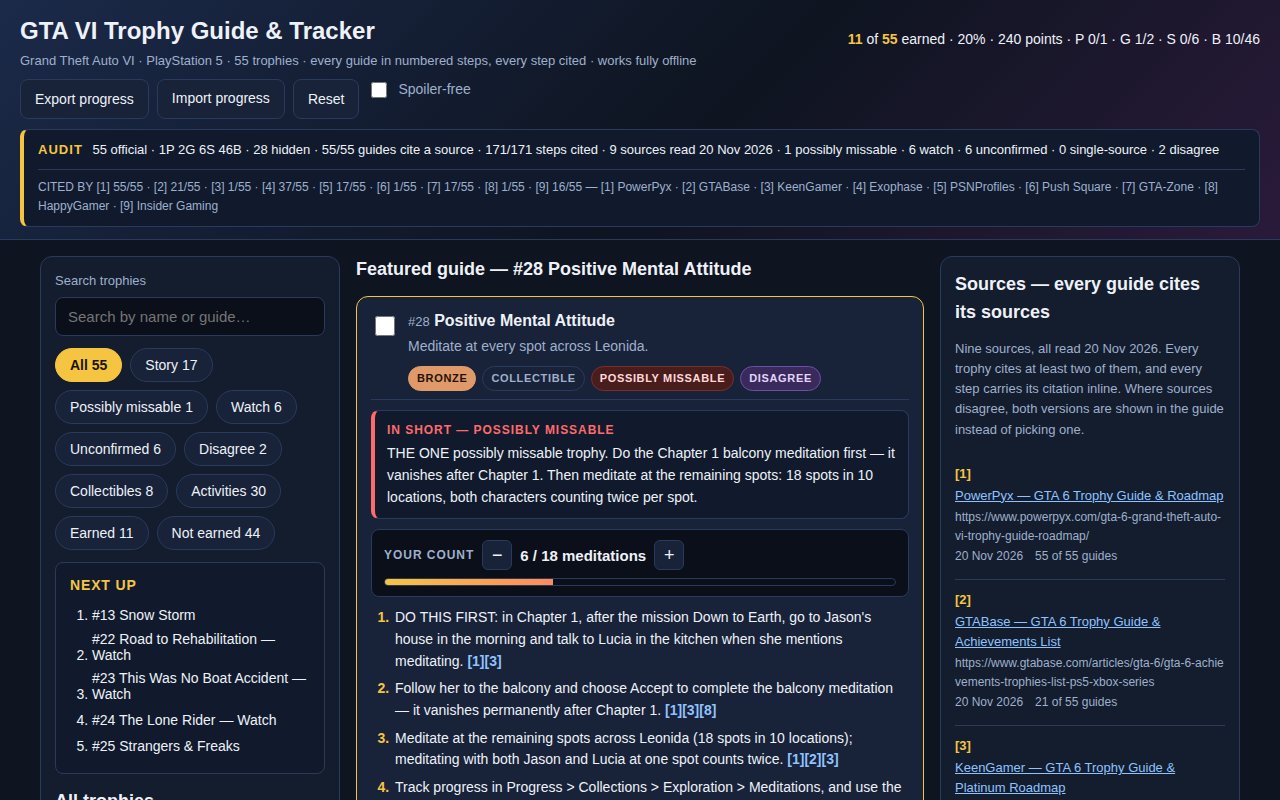 GTA VI Trophy Guide & Tracker
11 of 55 earned · 20% · 240 points · P 0/1 · G 1/2 · S 0/6 · B 10/46
Grand Theft Auto VI · PlayStation 5 · 55 trophies · every guide in numbered steps, every step cited · works fully offline
Export progress
Import progress
Reset
Spoiler-free
AUDIT 55 official · 1P 2G 6S 46B · 28 hidden · 55/55 guides cite a source · 171/171 steps cited · 9 sources read 20 Nov 2026 · 1 possibly missable · 6 watch · 6 unconfirmed · 0 single-source · 2 disagree
CITED BY [1] 55/55 · [2] 21/55 · [3] 1/55 · [4] 37/55 · [5] 17/55 · [6] 1/55 · [7] 17/55 · [8] 1/55 · [9] 16/55 — [1] PowerPyx · [2] GTABase · [3] KeenGamer · [4] Exophase · [5] PSNProfiles · [6] Push Square · [7] GTA-Zone · [8]
HappyGamer · [9] Insider Gaming
Search trophies
Search by name or guide…
All 55
Story 17
Possibly missable 1
Watch 6
Unconfirmed 6
Disagree 2
Collectibles 8
Activities 30
Earned 11
Not earned 44
NEXT UP
1. #13 Snow Storm
#22 Road to Rehabilitation —
2. Watch
#23 This Was No Boat Accident —
3. Watch
4. #24 The Lone Rider — Watch
5. #25 Strangers & Freaks
All trophies
Featured guide — #28 Positive Mental Attitude
#28 Positive Mental Attitude
Meditate at every spot across Leonida.
BRONZE
COLLECTIBLE
POSSIBLY MISSABLE
DISAGREE
IN SHORT — POSSIBLY MISSABLE
THE ONE possibly missable trophy. Do the Chapter 1 balcony meditation first — it
vanishes after Chapter 1. Then meditate at the remaining spots: 18 spots in 10
locations, both characters counting twice per spot.
YOUR COUNT − 6 / 18 meditations +
1. DO THIS FIRST: in Chapter 1, after the mission Down to Earth, go to Jason's
house in the morning and talk to Lucia in the kitchen when she mentions
meditating. [1][3]
2. Follow her to the balcony and choose Accept to complete the balcony meditation
— it vanishes permanently after Chapter 1. [1][3][8]
3. Meditate at the remaining spots across Leonida (18 spots in 10 locations);
meditating with both Jason and Lucia at one spot counts twice. [1][2][3]
4. Track progress in Progress > Collections > Exploration > Meditations, and use the
Sources — every guide cites
its sources
Nine sources, all read 20 Nov 2026. Every
trophy cites at least two of them, and every
step carries its citation inline. Where sources
disagree, both versions are shown in the guide
instead of picking one.
[1]
PowerPyx — GTA 6 Trophy Guide & Roadmap
https://www.powerpyx.com/gta-6-grand-theft-auto-
vi-trophy-guide-roadmap/
20 Nov 2026 55 of 55 guides
[2]
GTABase — GTA 6 Trophy Guide &
Achievements List
https://www.gtabase.com/articles/gta-6/gta-6-achie
vements-trophies-list-ps5-xbox-series
20 Nov 2026 21 of 55 guides
[3]
KeenGamer — GTA 6 Trophy Guide &
Platinum Roadmap